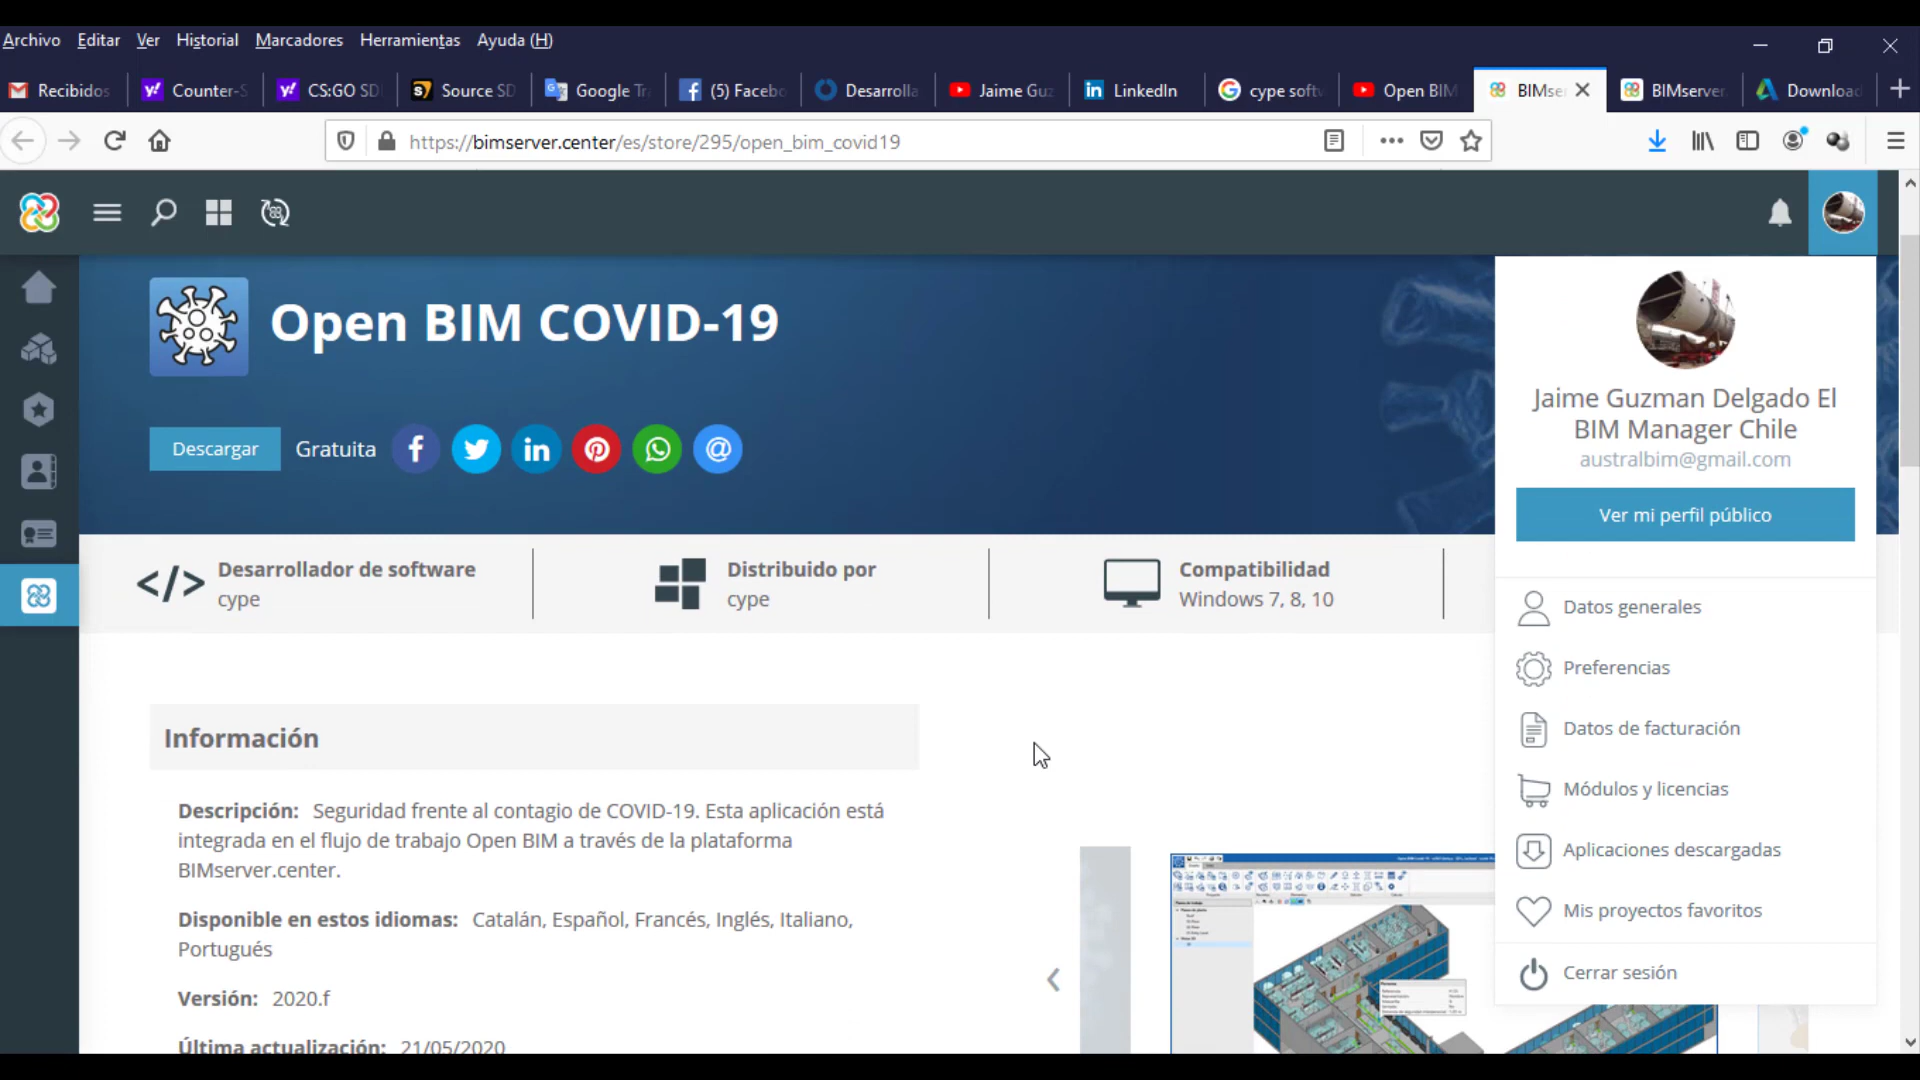 Archivo Editar Ver Historial Marcadores Herramientas Ayuda (H)
Recibidos Counter-S CS:GO SD Source SD Google Tr (5) Facebo Desarrolla Jaime Guz LinkedIn cype softv Open BIM BIMser BIMserver. Download
https://bimserver.center/es/store/295/open_bim_covid19
Open BIM COVID-19
Descargar Gratuita
Desarrollador de software
cype
Distribuido por
cype
Compatibilidad
Windows 7, 8, 10
Información
Descripción: Seguridad frente al contagio de COVID-19. Esta aplicación está
integrada en el flujo de trabajo Open BIM a través de la plataforma
BIMserver.center.
Disponible en estos idiomas: Catalán, Español, Francés, Inglés, Italiano,
Portugués
Versión: 2020.f
Última actualización: 21/05/2020
Jaime Guzman Delgado El
BIM Manager Chile
australbim@gmail.com
Ver mi perfil público
Datos generales
Preferencias
Datos de facturación
Módulos y licencias
Aplicaciones descargadas
Mis proyectos favoritos
Cerrar sesión